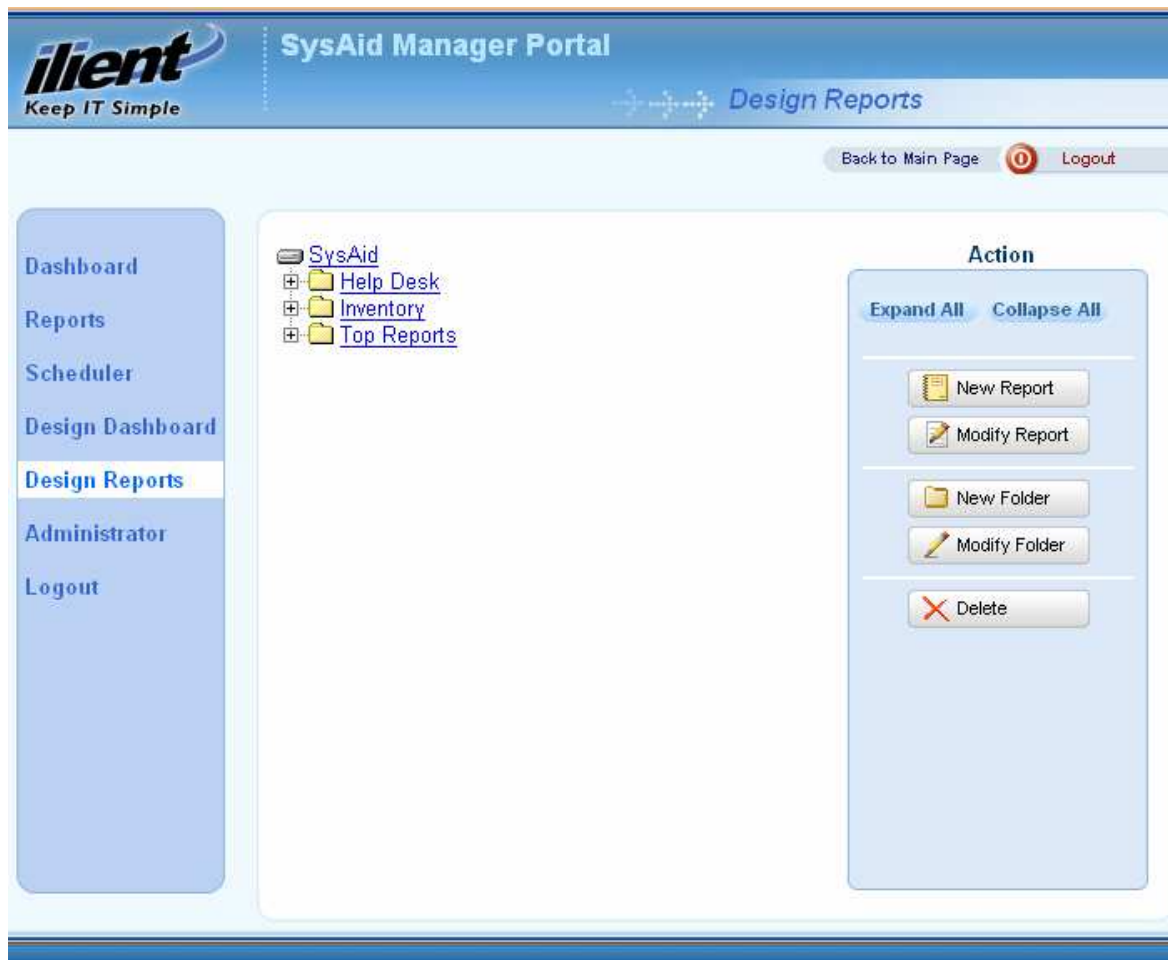 ilient
Keep IT Simple
SysAid Manager Portal
Design Reports
Back to Main Page
Logout
Dashboard
Reports
Scheduler
Design Dashboard
Design Reports
Administrator
Logout
SysAid
Help Desk
Inventory
Top Reports
Action
Expand All Collapse All
New Report
Modify Report
New Folder
Modify Folder
Delete